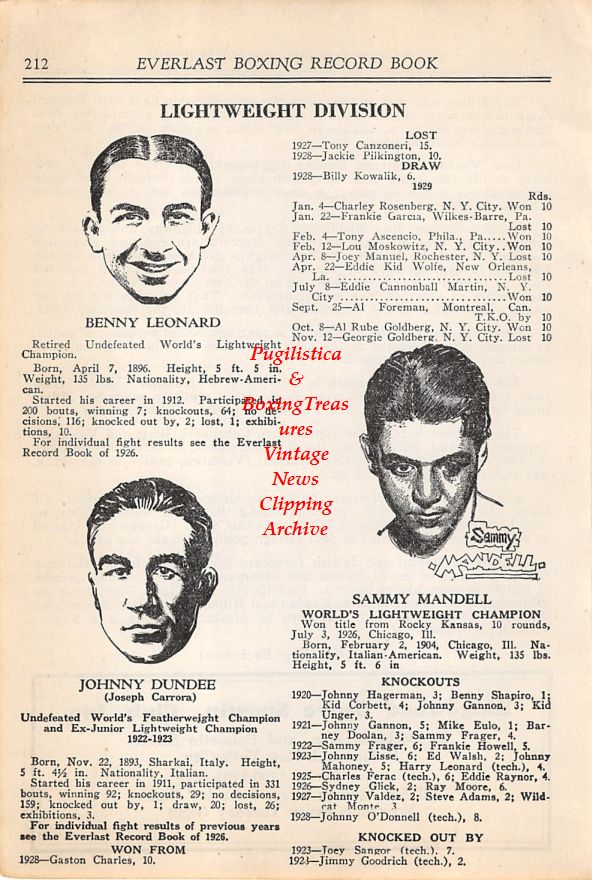 212
EVERLAST BOXING RECORD BOOK
LIGHTWEIGHT DIVISION
BENNY LEONARD
Retired Undefeated World's Lightweight
Champion.
Born, April 7, 1896. Height, 5 ft. 5 in.
Weight, 135 lbs. Nationality, Hebrew-Ameri-
can.
Started his career in 1912. Participated in
200 bouts, winning 7; knockouts, 64; no de-
cisions, 116; knocked out by, 2; lost, 1; exhibi-
tions, 10.
For individual fight results see the Everlast
Record Book of 1926.
JOHNNY DUNDEE
(Joseph Carrora)
Undefeated World's Featherweight Champion
and Ex-Junior Lightweight Champion
1922-1923
Born, Nov. 22, 1893, Sharkai, Italy. Height,
5 ft. 4½ in. Nationality, Italian.
Started his career in 1911, participated in 331
bouts, winning 92; knockouts, 29; no decisions,
159; knocked out by, 1; draw, 20; lost, 26;
exhibitions, 3.
For individual fight results of previous years
see the Everlast Record Book of 1926.
WON FROM
1928—Gaston Charles, 10.
LOST
1927—Tony Canzoneri, 15.
1928—Jackie Pilkington, 10.
DRAW
1928—Billy Kowalik, 6.
1929
Rds.
Jan. 4—Charley Rosenberg, N. Y. City. Won 10
Jan. 22—Frankie Garcia, Wilkes-Barre, Pa.
Lost 10
Feb. 4—Tony Ascencio, Phila., Pa.....Won 10
Feb. 12—Lou Moskowitz, N. Y. City..Won 10
Apr. 8—Joey Manuel, Rochester, N. Y. Lost 10
Apr. 22—Eddie Kid Wolfe, New Orleans,
La. ................................Lost 10
July 8—Eddie Cannonball Martin, N. Y.
City ................................Won 10
Sept. 25—Al Foreman, Montreal, Can.
T.K.O. by 10
Oct. 8—Al Rube Goldberg, N. Y. City. Won 10
Nov. 12—Georgie Goldberg, N. Y. City. Lost 10
Pugilistica
&
BoxingTreas
ures
Vintage
News
Clipping
Archive
Sammy
MANDELL
SAMMY MANDELL
WORLD'S LIGHTWEIGHT CHAMPION
Won title from Rocky Kansas, 10 rounds,
July 3, 1926, Chicago, Ill.
Born, February 2, 1904, Chicago, Ill. Na-
tionality, Italian-American. Weight, 135 lbs.
Height, 5 ft. 6 in
KNOCKOUTS
1920—Johnny Hagerman, 3; Benny Shapiro, 1;
Kid Corbett, 4; Johnny Gannon, 3; Kid
Unger, 3.
1921—Johnny Gannon, 5; Mike Eulo, 1; Bar-
ney Doolan, 3; Sammy Frager, 4.
1922—Sammy Frager, 6; Frankie Howell, 5.
1923—Johnny Lisse, 6; Ed Walsh, 2; Johnny
Mahoney, 5; Harry Leonard (tech.), 4.
1925—Charles Ferac (tech.), 6; Eddie Raynor, 4.
1926—Sydney Glick, 2; Ray Moore, 6.
1927—Johnny Valdez, 2; Steve Adams, 2; Wild-
cat Monte, 3
1928—Johnny O'Donnell (tech.), 8.
KNOCKED OUT BY
1923—Joey Sangor (tech.), 7.
1923—Jimmy Goodrich (tech.), 2.